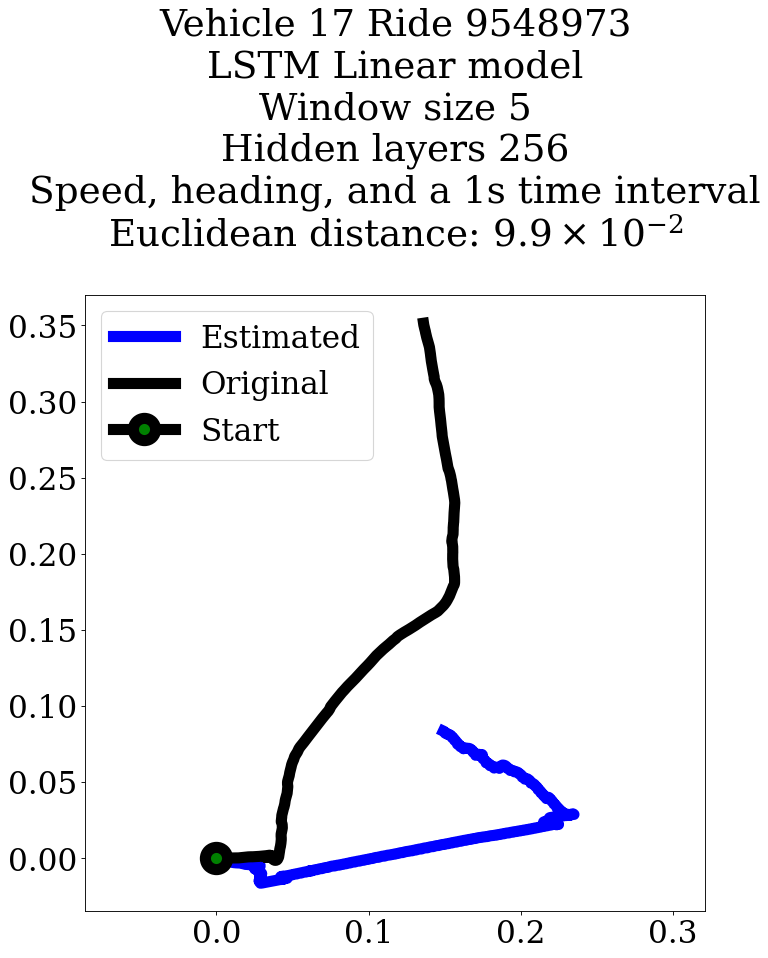 Vehicle 17 Ride 9548973
LSTM Linear model
Window size 5
Hidden layers 256
Speed, heading, and a 1s time interval
Euclidean distance: 9.9 × 10⁻²
Estimated
Original
Start
0.35
0.30
0.25
0.20
0.15
0.10
0.05
0.00
0.0 0.1 0.2 0.3